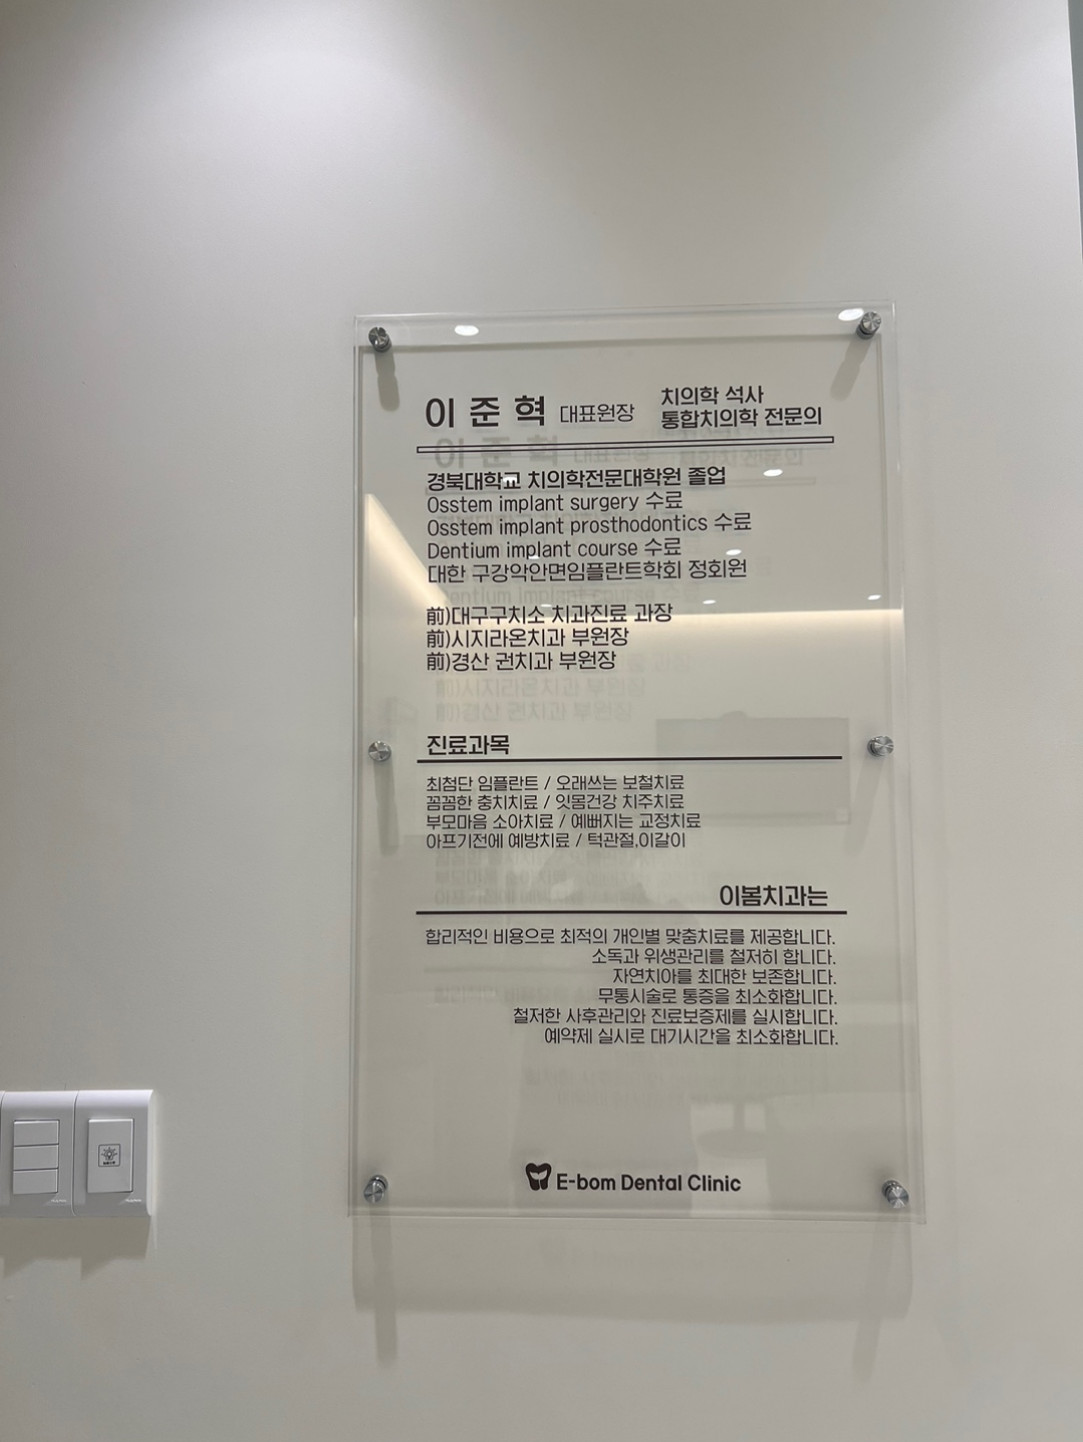 이 준 혁 대표원장 치의학 석사
통합치의학 전문의
경북대학교 치의학전문대학원 졸업
Osstem implant surgery 수료
Osstem implant prosthodontics 수료
Dentium implant course 수료
대한 구강악안면임플란트학회 정회원
前)대구구치소 치과진료 과장
前)시지라온치과 부원장
前)경산 권치과 부원장
진료과목
최첨단 임플란트 / 오래쓰는 보철치료
꼼꼼한 충치치료 / 잇몸건강 치주치료
부모마음 소아치료 / 예뻐지는 교정치료
아프기전에 예방치료 / 턱관절,이갈이
이봄치과는
합리적인 비용으로 최적의 개인별 맞춤치료를 제공합니다.
소독과 위생관리를 철저히 합니다.
자연치아를 최대한 보존합니다.
무통시술로 통증을 최소화합니다.
철저한 사후관리와 진료보증제를 실시합니다.
예약제 실시로 대기시간을 최소화합니다.
E-bom Dental Clinic